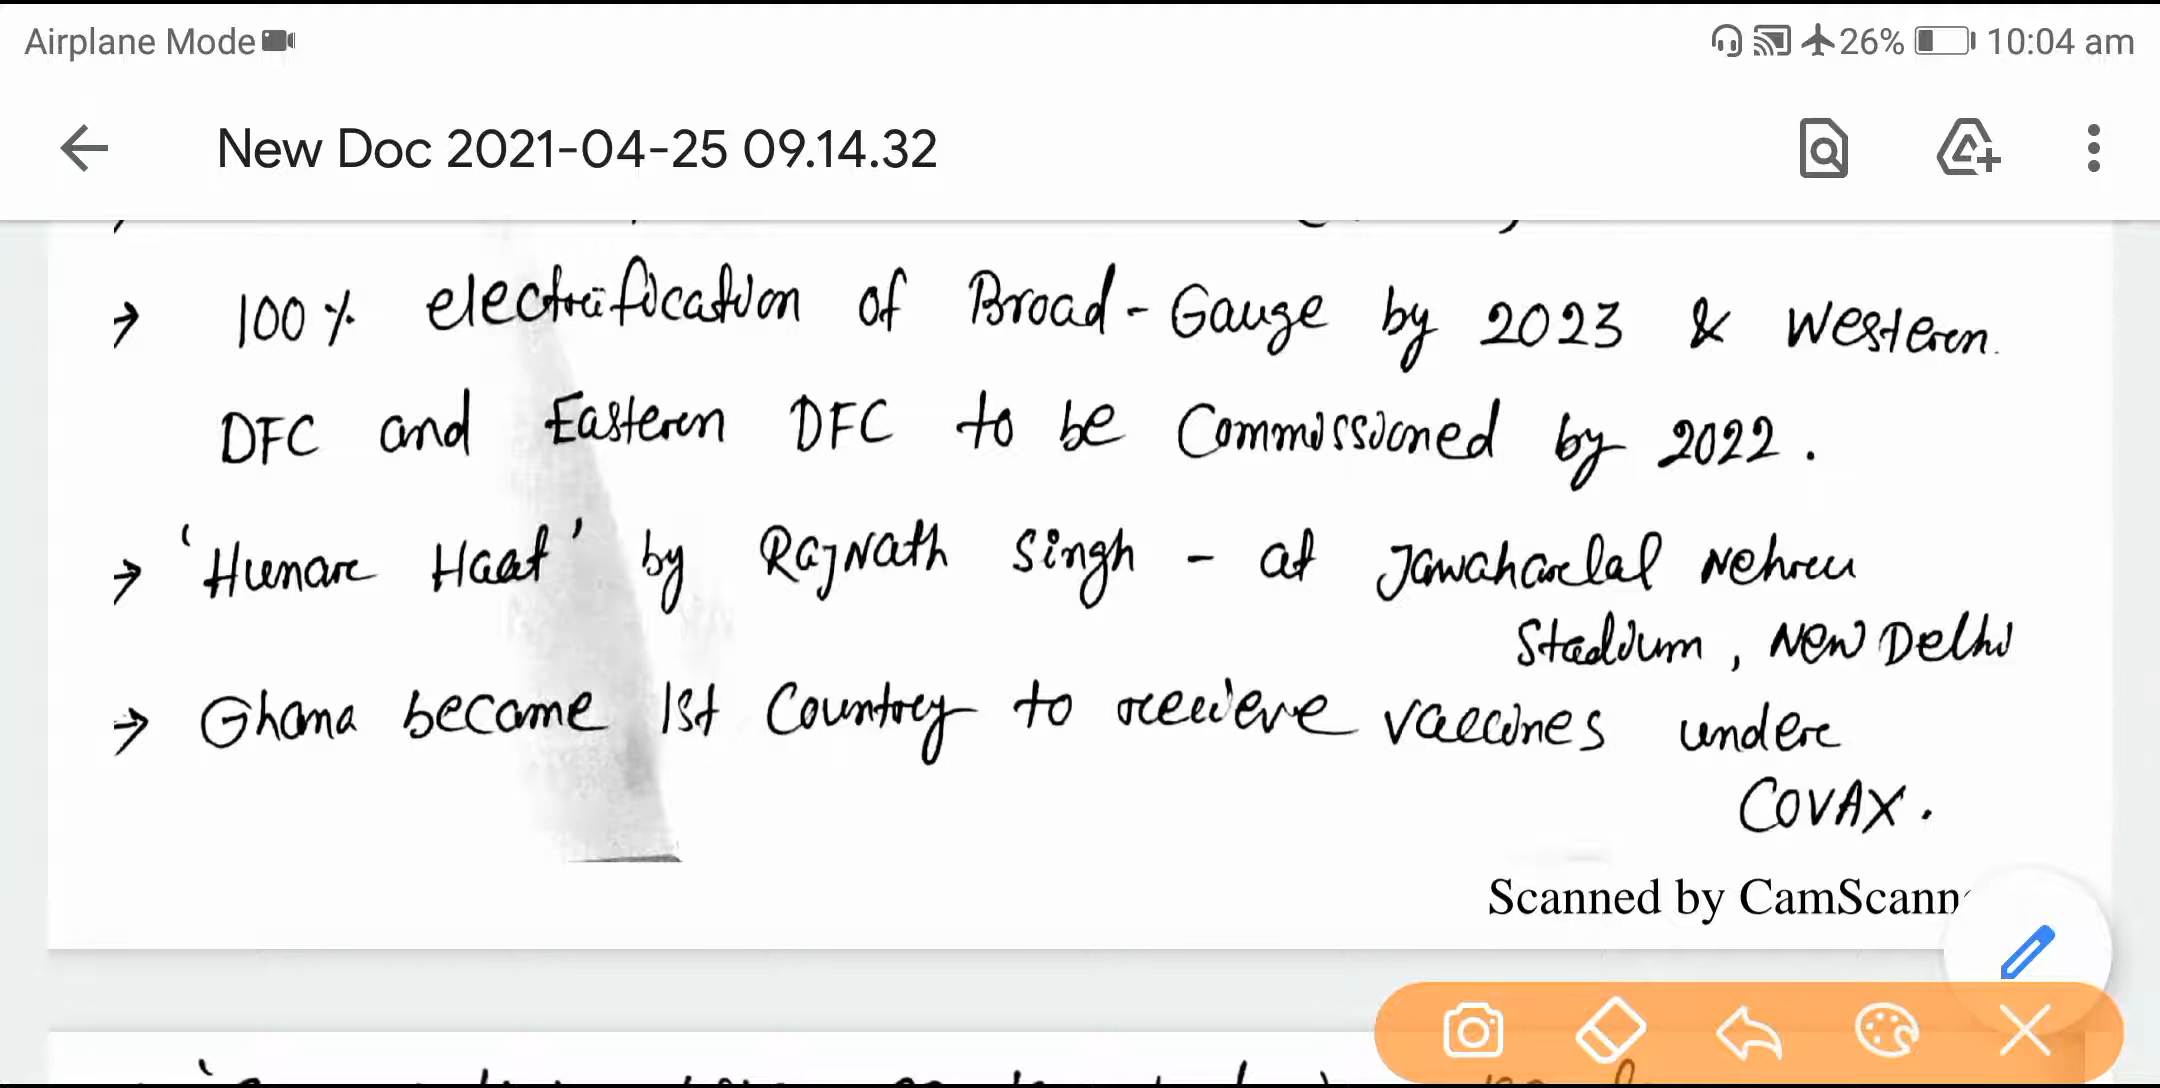 Airplane Mode
26% 10:04 am
New Doc 2021-04-25 09.14.32
→ 100 % electrification of Broad-Gauge by 2023 & Western
DFC and Eastern DFC to be Commissioned by 2022.
→ 'Hunar Haat' by Rajnath Singh - at Jawaharlal Nehru
Stadium, New Delhi
→ Ghana became 1st Country to receieve vaccines under
COVAX.
Scanned by CamScann